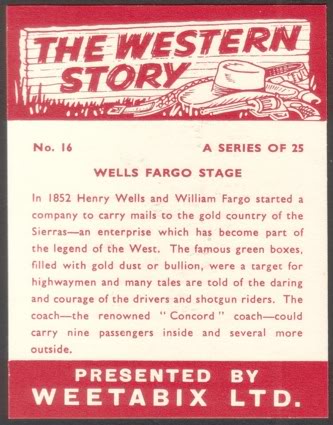 THE WESTERN
STORY
No. 16 A SERIES OF 25
WELLS FARGO STAGE
In 1852 Henry Wells and William Fargo started a
company to carry mails to the gold country of the
Sierras—an enterprise which has become part of
the legend of the West. The famous green boxes,
filled with gold dust or bullion, were a target for
highwaymen and many tales are told of the daring
and courage of the drivers and shotgun riders. The
coach—the renowned "Concord" coach—could
carry nine passengers inside and several more
outside.
PRESENTED BY
WEETABIX LTD.